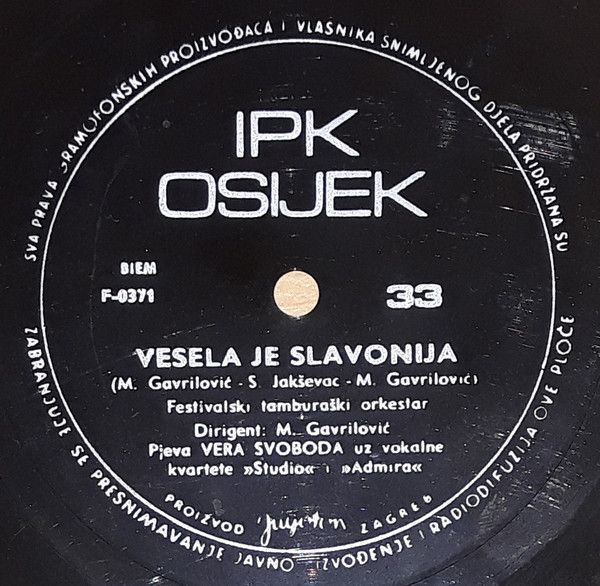 SVA PRAVA GRAMOFONSKIH PROIZVOĐAČA I VLASNIKA SNIMLJENOG DJELA PRIDRŽANA SU
IPK
OSIJEK
BIEM
F-0371
33
VESELA JE SLAVONIJA
(M. Gavrilović - S. Jakševac - M. Gavrilović)
Festivalski tamburaški orkestar
Dirigent: M. Gavrilović
Pjeva VERA SVOBODA uz vokalne
kvartete »Studio« i »Admira«
PROIZVOD Jugoton ZAGREB
ZABRANJUJE SE PRESNIMAVANJE JAVNO IZVOĐENJE I RADIODIFUZIJA OVE PLOČE